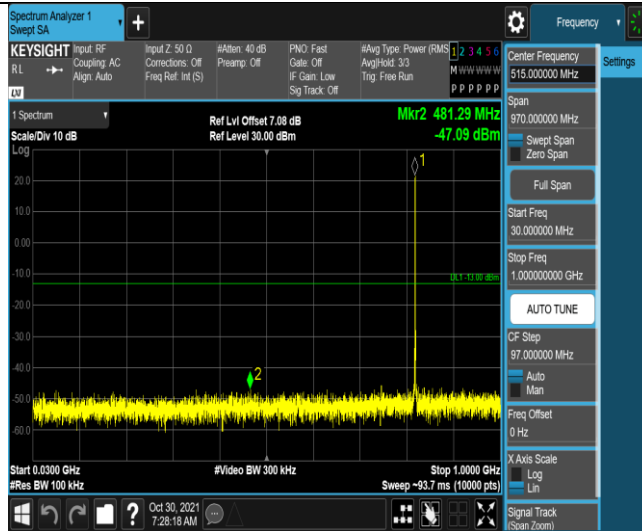 Spectrum Analyzer 1
Swept SA
+
Frequency
KEYSIGHT
RL
LXI
Input: RF
Coupling: AC
Align: Auto
Input Z: 50 Ω
Corrections: Off
Freq Ref: Int (S)
#Atten: 40 dB
Preamp: Off
PNO: Fast
Gate: Off
IF Gain: Low
Sig Track: Off
#Avg Type: Power (RMS
Avg|Hold: 3/3
Trig: Free Run
1 2 3 4 5 6
M W W W W W
P P P P P P
1 Spectrum
Scale/Div 10 dB
Log
Ref Lvl Offset 7.08 dB
Ref Level 30.00 dBm
Mkr2 481.29 MHz
-47.09 dBm
20.0
10.0
0.00
-10.0
-20.0
-30.0
-40.0
-50.0
-60.0
1
DL1 -13.00 dBm
2
Start 0.0300 GHz
#Res BW 100 kHz
#Video BW 300 kHz
Stop 1.0000 GHz
Sweep ~93.7 ms (10000 pts)
?
Oct 30, 2021
7:28:18 AM
Center Frequency
515.000000 MHz
Settings
Span
970.000000 MHz
Swept Span
Zero Span
Full Span
Start Freq
30.000000 MHz
Stop Freq
1.000000000 GHz
AUTO TUNE
CF Step
97.000000 MHz
Auto
Man
Freq Offset
0 Hz
X Axis Scale
Log
Lin
Signal Track
(Span Zoom)